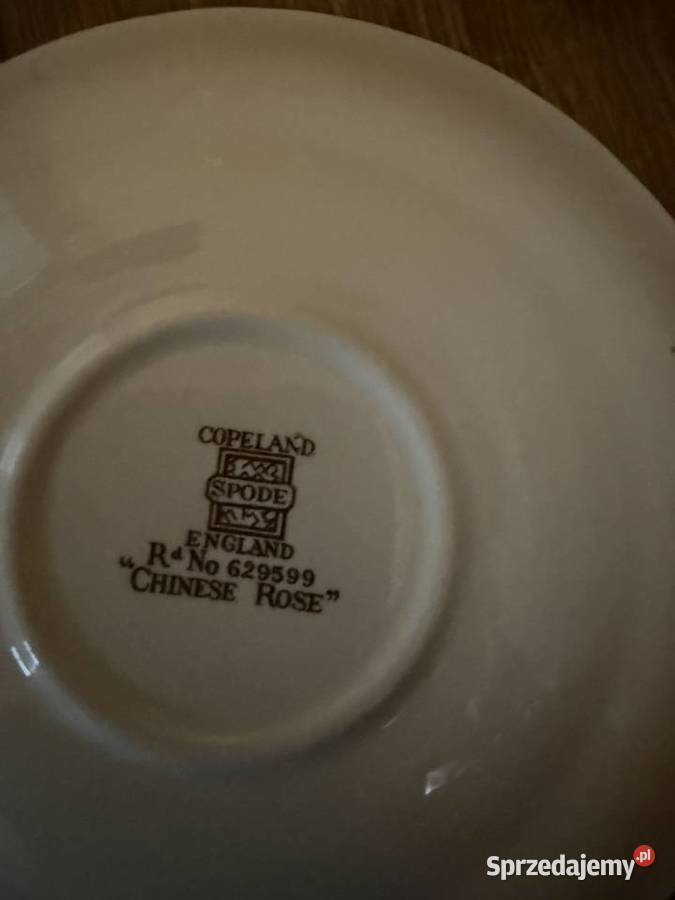 COPELAND
SPODE
ENGLAND
Rd No 629599
“CHINESE ROSE”
Sprzedajemy.pl